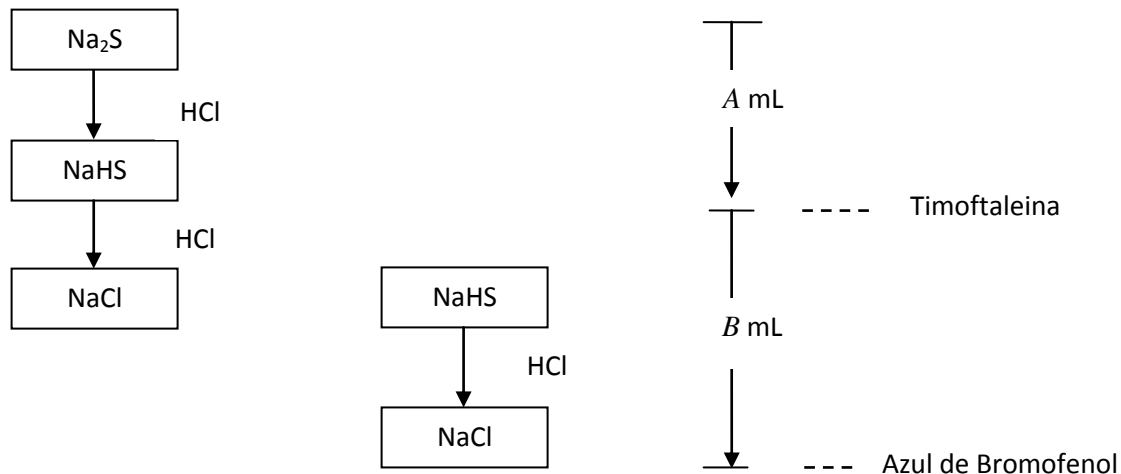 Na₂S
HCl
NaHS
HCl
NaCl
NaHS
HCl
NaCl
A mL
Timoftaleina
B mL
Azul de Bromofenol